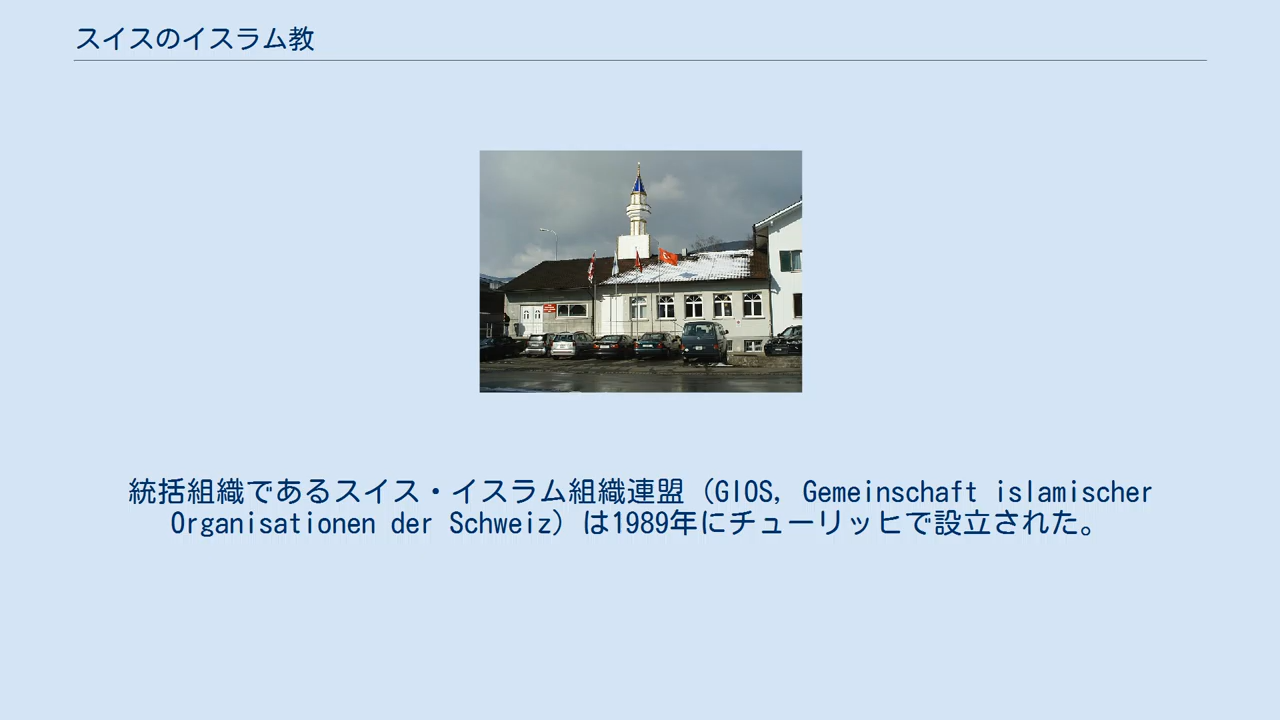 スイスのイスラム教
統括組織であるスイス・イスラム組織連盟（GIOS, Gemeinschaft islamischer
Organisationen der Schweiz）は1989年にチューリッヒで設立された。